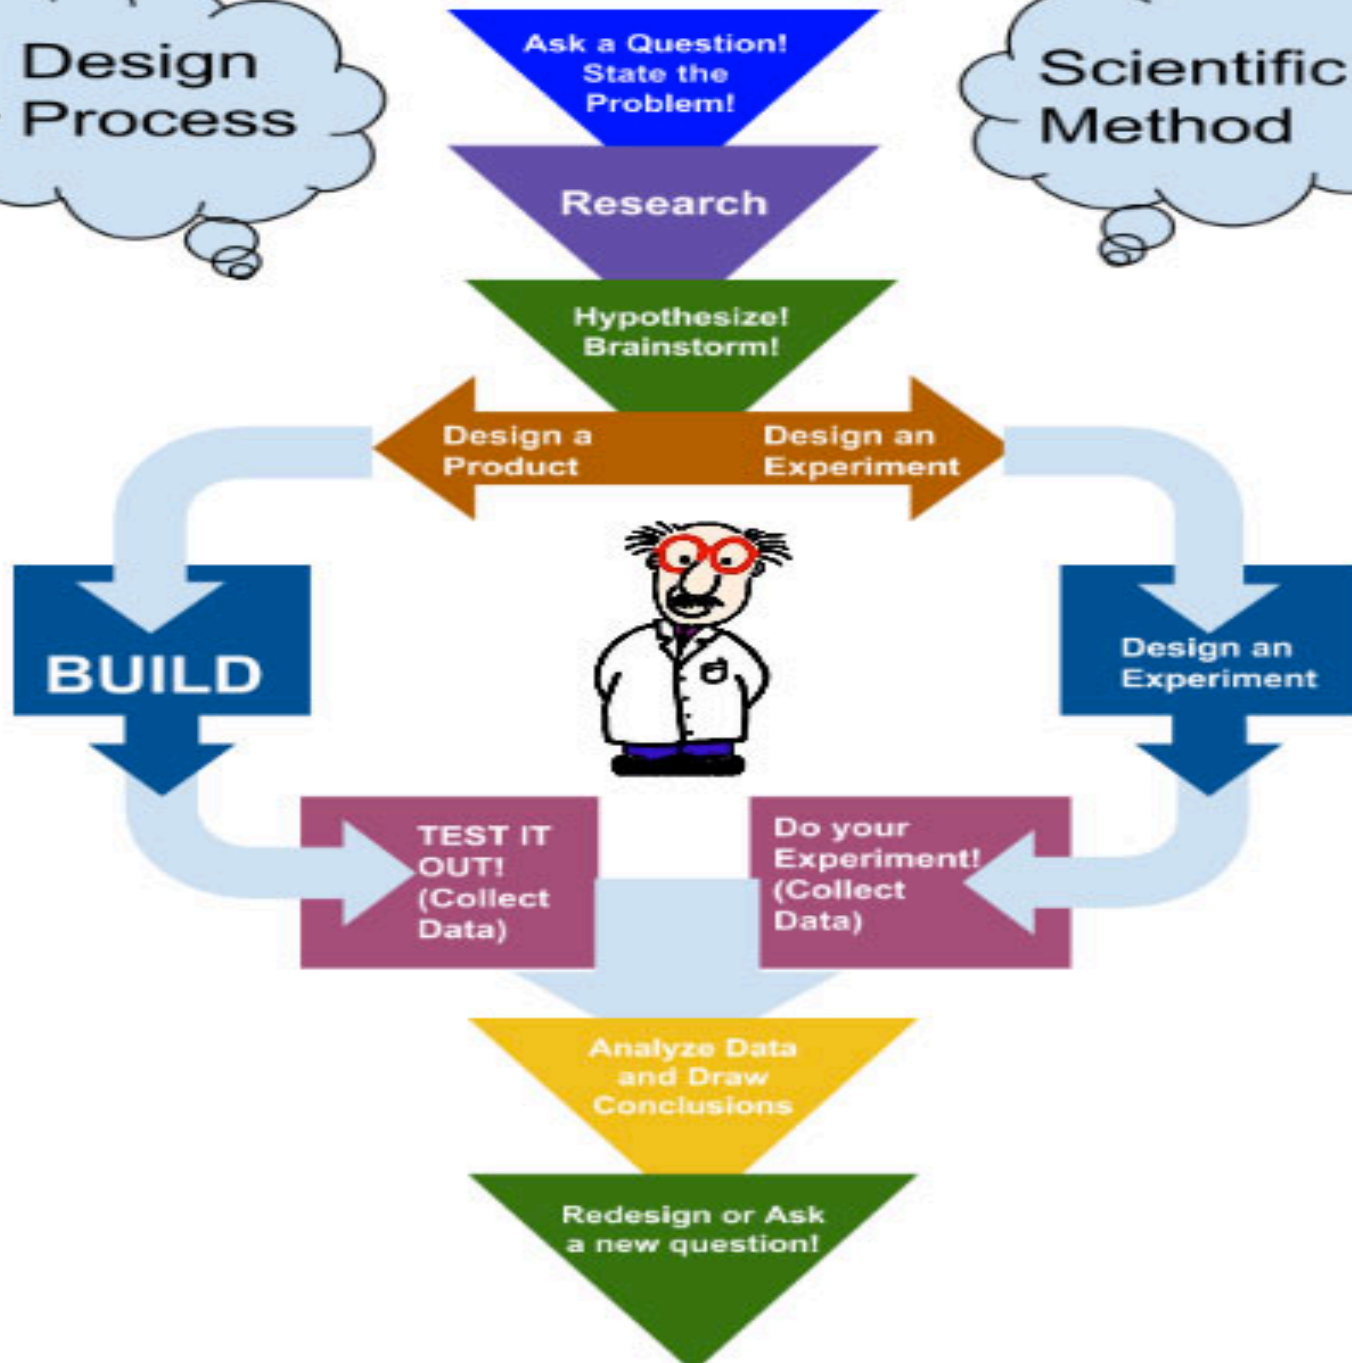 Design
Process
Ask a Question!
State the
Problem!
Scientific
Method
Research
Hypothesize!
Brainstorm!
Design a
Product
Design an
Experiment
BUILD
Design an
Experiment
TEST IT
OUT!
(Collect
Data)
Do your
Experiment!
(Collect
Data)
Analyze Data
and Draw
Conclusions
Redesign or Ask
a new question!